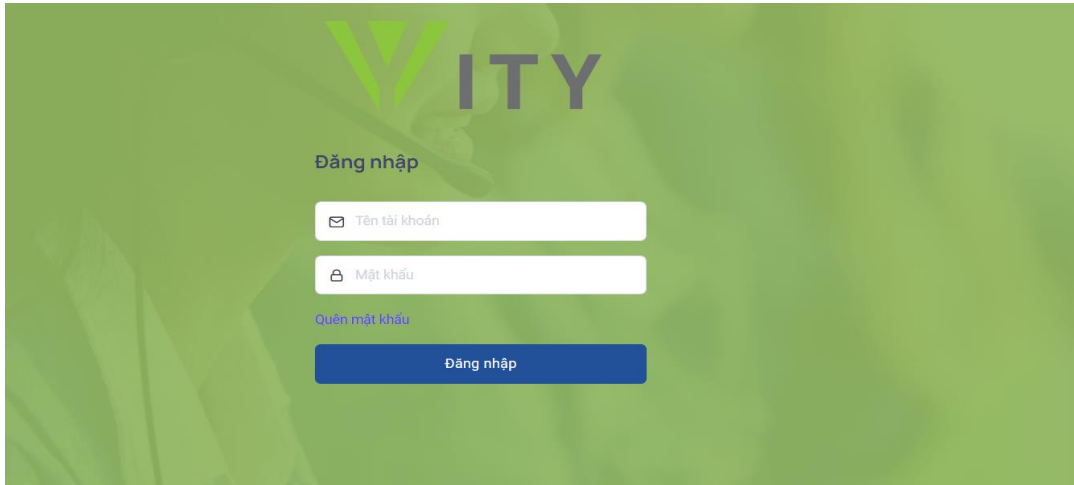 VITY
Đăng nhập
Tên tài khoản
Mật khẩu
Quên mật khẩu
Đăng nhập